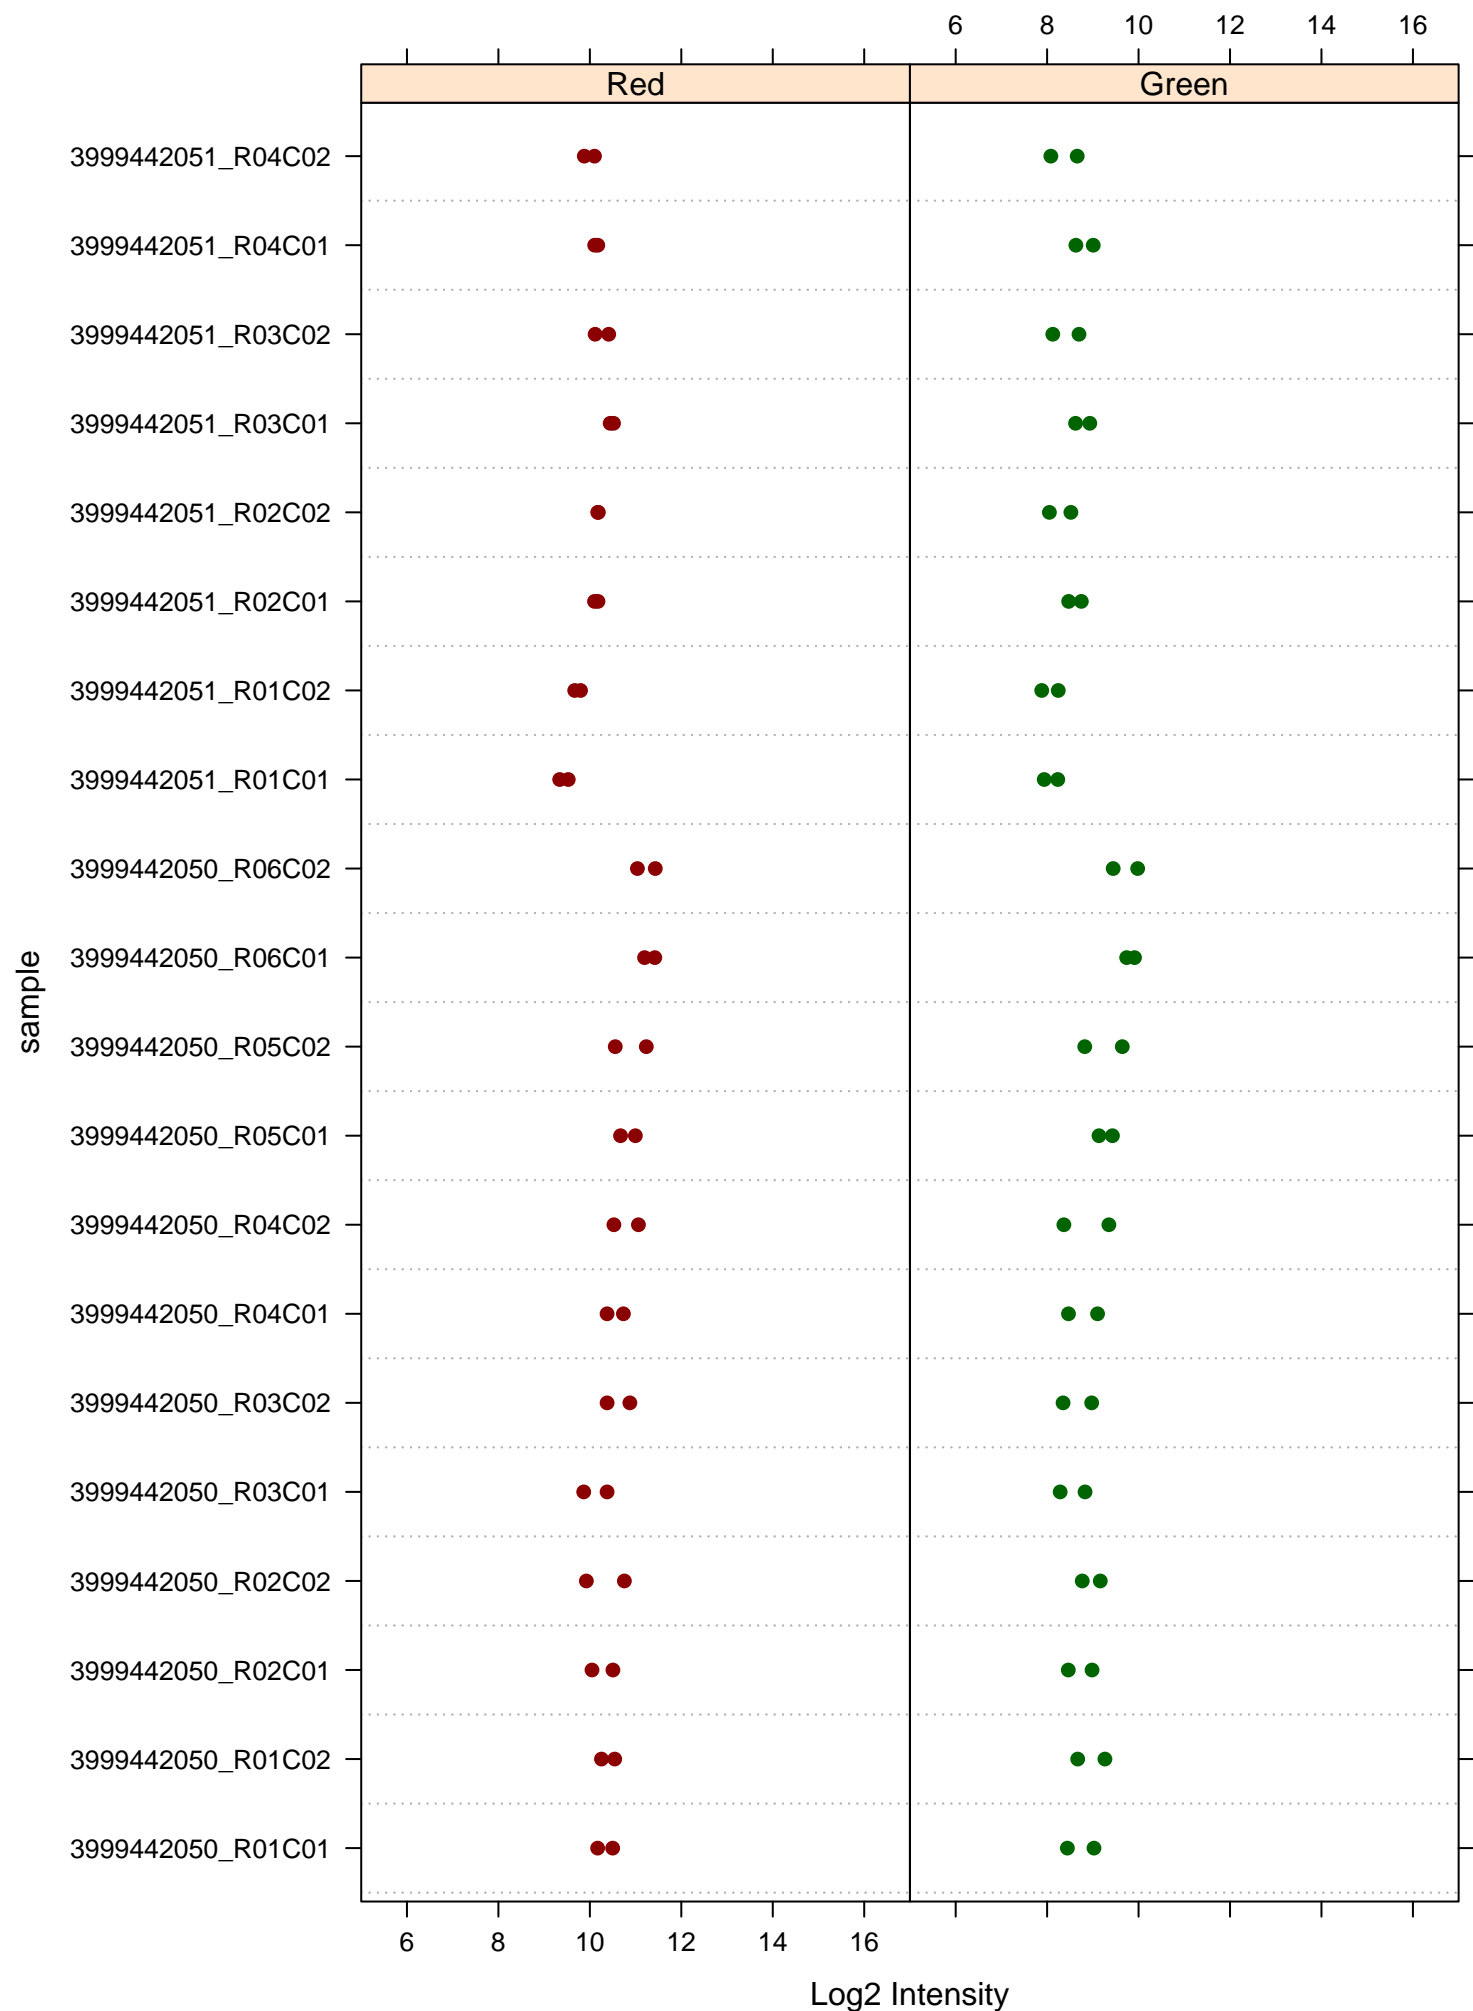 6 8 10 12 14 16
Red Green
3999442051_R04C02
3999442051_R04C01
3999442051_R03C02
3999442051_R03C01
3999442051_R02C02
3999442051_R02C01
3999442051_R01C02
3999442051_R01C01
3999442050_R06C02
3999442050_R06C01
sample
3999442050_R05C02
3999442050_R05C01
3999442050_R04C02
3999442050_R04C01
3999442050_R03C02
3999442050_R03C01
3999442050_R02C02
3999442050_R02C01
3999442050_R01C02
3999442050_R01C01
6 8 10 12 14 16
Log2 Intensity